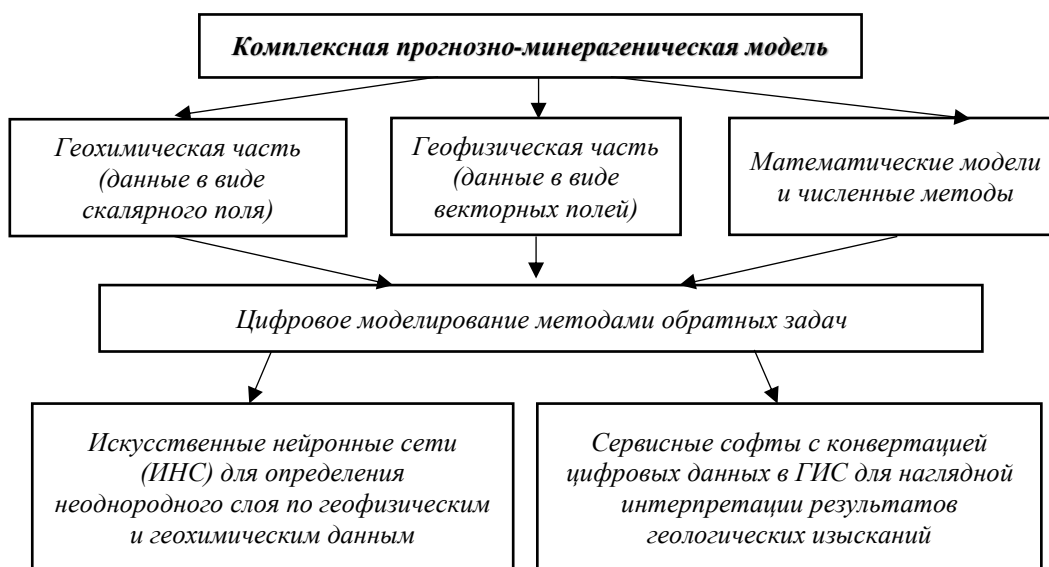 Комплексная прогнозно-минерагеническая модель
Геохимическая часть
(данные в виде
скалярного поля)
Геофизическая часть
(данные в виде
векторных полей)
Математические модели
и численные методы
Цифровое моделирование методами обратных задач
Искусственные нейронные сети
(ИНС) для определения
неоднородного слоя по геофизическим
и геохимическим данным
Сервисные софты с конвертацией
цифровых данных в ГИС для наглядной
интерпретации результатов
геологических изысканий